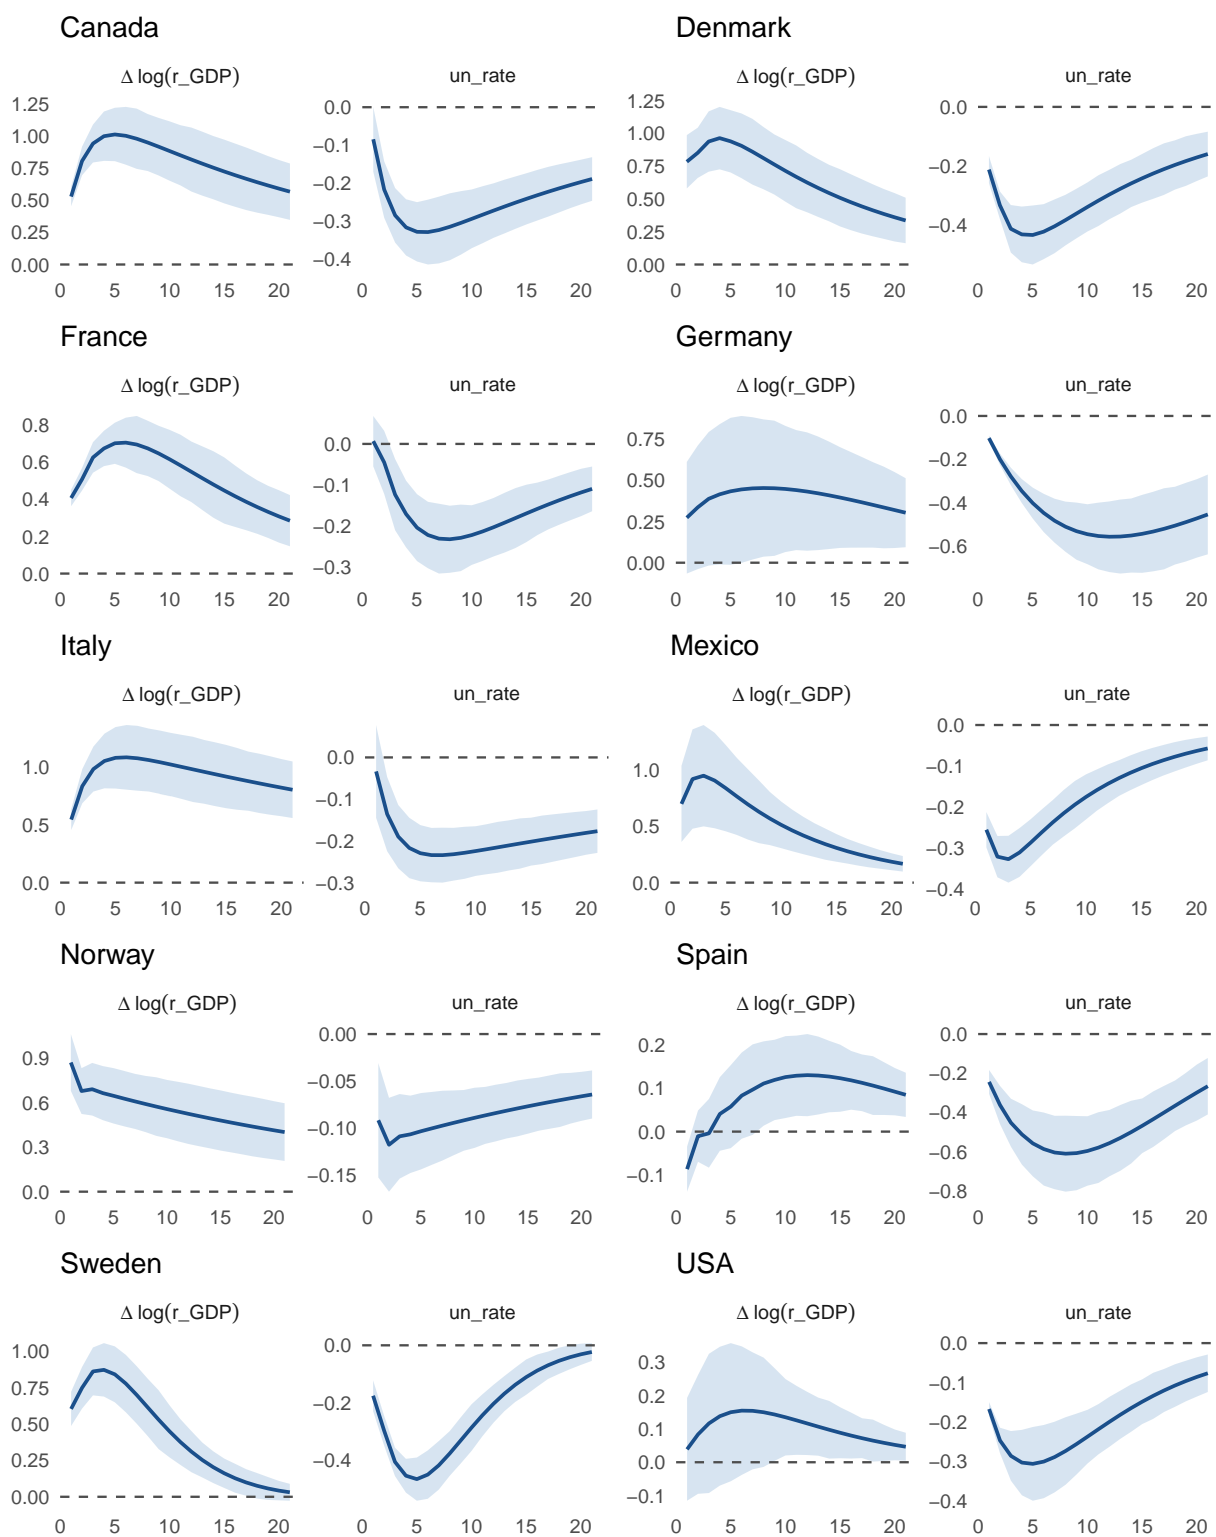 Canada Denmark
Δ log(r_GDP) un_rate Δ log(r_GDP) un_rate
1.25 1.00 0.75 0.50 0.25 0.00
0.0 −0.1 −0.2 −0.3 −0.4
1.25 1.00 0.75 0.50 0.25 0.00
0.0 −0.2 −0.4
0 5 10 15 20 0 5 10 15 20 0 5 10 15 20 0 5 10 15 20
France Germany
Δ log(r_GDP) un_rate Δ log(r_GDP) un_rate
0.8 0.6 0.4 0.2 0.0
0.0 −0.1 −0.2 −0.3
0.75 0.50 0.25 0.00
0.0 −0.2 −0.4 −0.6
0 5 10 15 20 0 5 10 15 20 0 5 10 15 20 0 5 10 15 20
Italy Mexico
Δ log(r_GDP) un_rate Δ log(r_GDP) un_rate
1.0 0.5 0.0
0.0 −0.1 −0.2 −0.3
1.0 0.5 0.0
0.0 −0.1 −0.2 −0.3 −0.4
0 5 10 15 20 0 5 10 15 20 0 5 10 15 20 0 5 10 15 20
Norway Spain
Δ log(r_GDP) un_rate Δ log(r_GDP) un_rate
0.9 0.6 0.3 0.0
0.00 −0.05 −0.10 −0.15
0.2 0.1 0.0 −0.1
0.0 −0.2 −0.4 −0.6 −0.8
0 5 10 15 20 0 5 10 15 20 0 5 10 15 20 0 5 10 15 20
Sweden USA
Δ log(r_GDP) un_rate Δ log(r_GDP) un_rate
1.00 0.75 0.50 0.25 0.00
0.0 −0.2 −0.4
0.3 0.2 0.1 0.0 −0.1
0.0 −0.1 −0.2 −0.3 −0.4
0 5 10 15 20 0 5 10 15 20 0 5 10 15 20 0 5 10 15 20